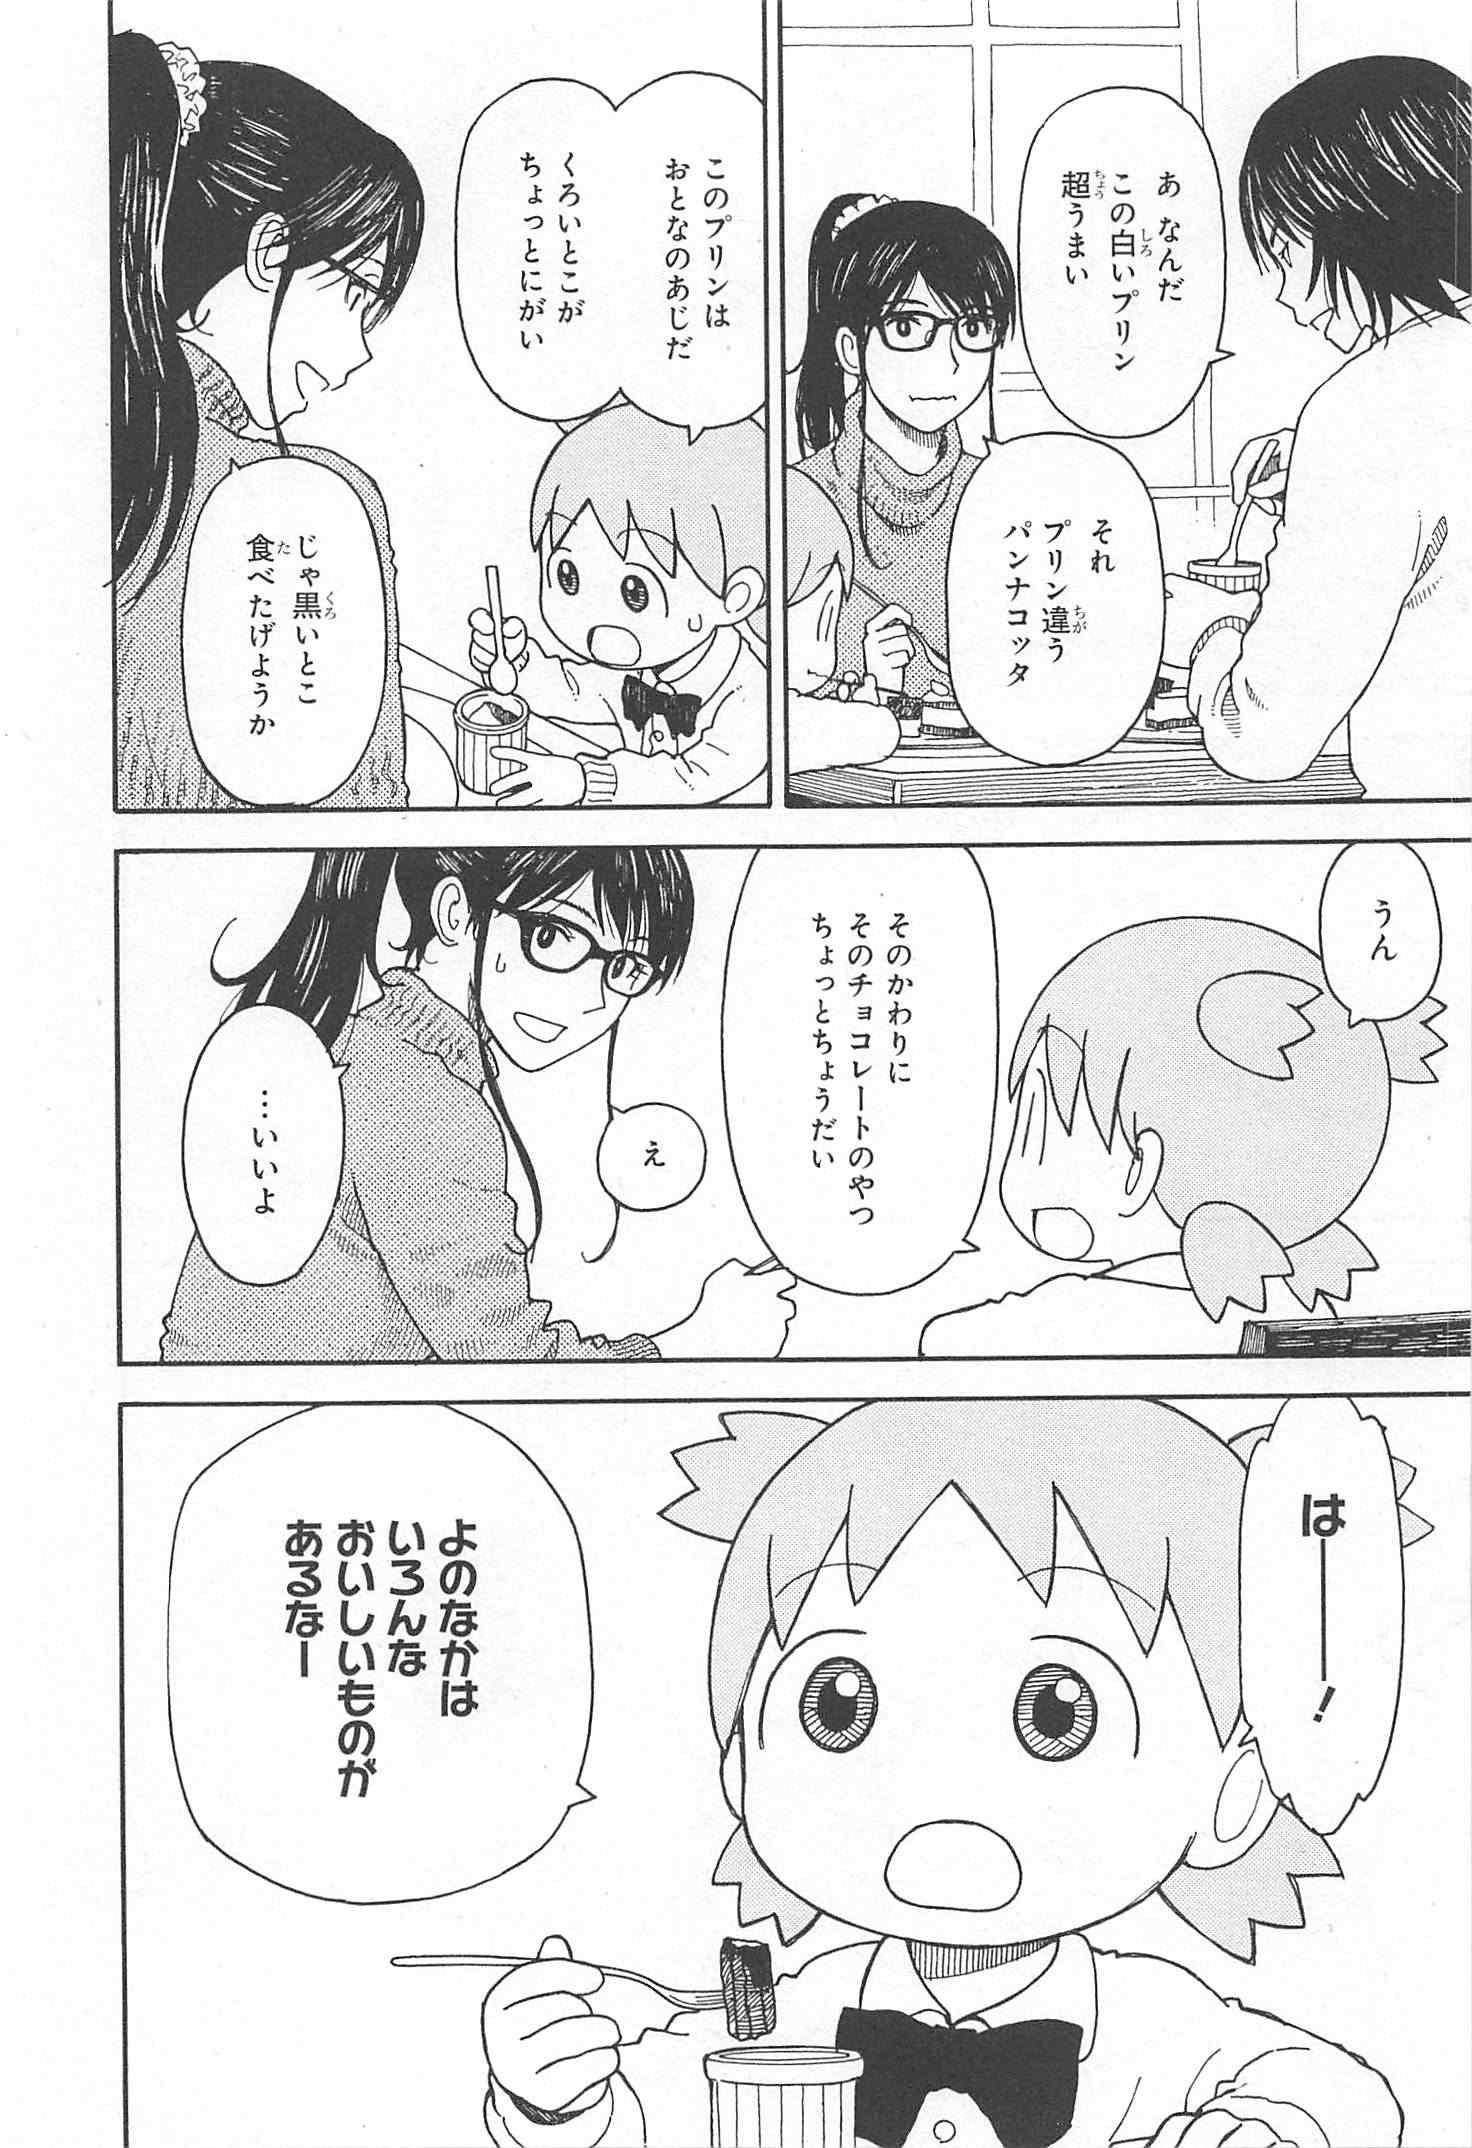 あ なんだ
この白いプリン
超うまい
それ
プリン違う
パンナコッタ
このプリンは
おとなのあじだ
くろいとこが
ちょっとにがい
じゃ黒いとこ
食べたげようか
うん
そのかわりに
そのチョコレートのやつ
ちょっとちょうだい
え
…いいよ
はーー！
よのなかは
いろんな
おいしいものが
あるなー